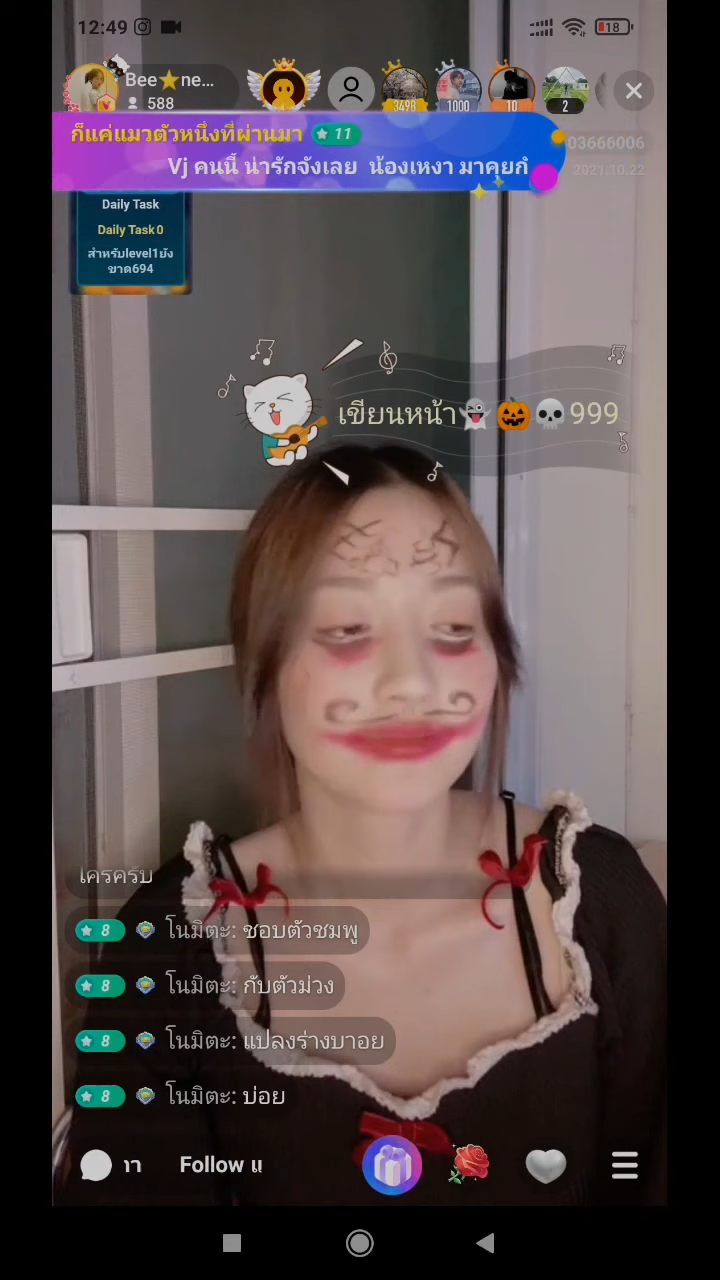 12:49
18
Bee⭐ne...
588
3498
1000
10
2
ก็แค่แมวตัวหนึ่งที่ผ่านมา 11
Vj คนนี้ น่ารักจังเลย น้องเหงา มาคุยกั
03666006
2021.10.22
Daily Task
Daily Task0
สำหรับlevel1ยัง
ขาด694
เขียนหน้า👻🎃💀999
ใครครับ
8 โนมิตะ: ชอบตัวชมพู
8 โนมิตะ: กับตัวม่วง
8 โนมิตะ: แปลงร่างบาอย
8 โนมิตะ: บ่อย
Follow แ